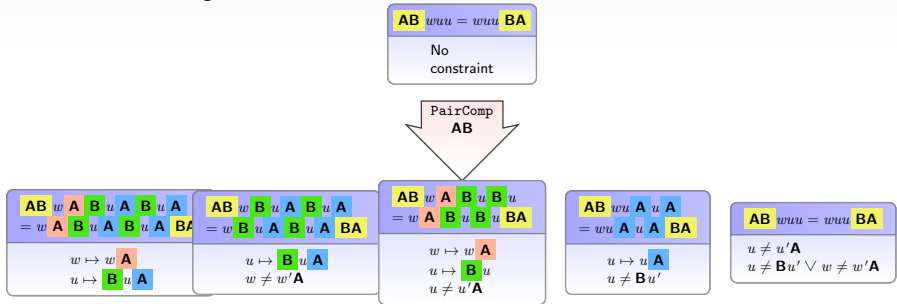 AB wuu = wuu BA
No
constraint
PairComp
AB
AB w A B u A B u A
= w A B u A B u A BA
w ↦ w A
u ↦ B u A
AB w B u A B u A
= w B u A B u A BA
u ↦ B u A
w ≠ w′A
AB w A B u B u
= w A B u B u BA
w ↦ w A
u ↦ B u
u ≠ u′A
AB wu A u A
= wu A u A BA
u ↦ u A
u ≠ Bu′
AB wuu = wuu BA
u ≠ u′A
u ≠ Bu′ ∨ w ≠ w′A